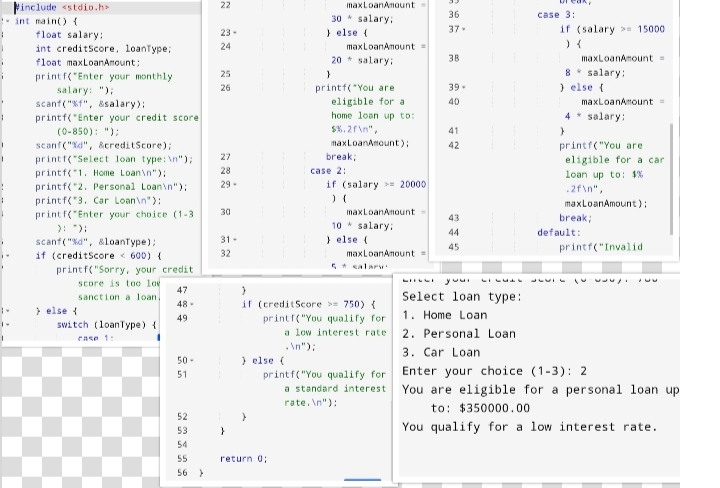 #include <stdio.h>
int main() {
float salary;
int creditScore, loanType;
float maxLoanAmount;
printf("Enter your monthly
salary: ");
scanf("%f", &salary);
printf("Enter your credit score
(0-850): ");
scanf("%d", &creditScore);
printf("Select loan type:\n");
printf("1. Home Loan\n");
printf("2. Personal Loan\n");
printf("3. Car Loan\n");
printf("Enter your choice (1-3
): ");
scanf("%d", &loanType);
if (creditScore < 600) {
printf("Sorry, your credit
score is too low
sanction a loan.
} else {
switch (loanType) {
case 1:
22 maxLoanAmount =
30 * salary;
23 } else {
24 maxLoanAmount =
20 * salary;
25 }
26 printf("You are
eligible for a
home loan up to:
$%.2f\n",
maxLoanAmount);
27 break;
28 case 2:
29 if (salary >= 20000
) {
30 maxLoanAmount =
10 * salary;
31 } else {
32 maxLoanAmount =
5 * salary;
35 break;
36 case 3:
37 if (salary >= 15000
) {
38 maxLoanAmount =
8 * salary;
39 } else {
40 maxLoanAmount =
4 * salary;
41 }
42 printf("You are
eligible for a car
loan up to: $%
.2f\n",
maxLoanAmount);
43 break;
44 default:
45 printf("Invalid
47 }
48 if (creditScore >= 750) {
49 printf("You qualify for
a low interest rate
.\n");
50 } else {
51 printf("You qualify for
a standard interest
rate.\n");
52 }
53 }
54
55 return 0;
56 }
Enter your credit score (0-850): 780
Select loan type:
1. Home Loan
2. Personal Loan
3. Car Loan
Enter your choice (1-3): 2
You are eligible for a personal loan up
to: $350000.00
You qualify for a low interest rate.